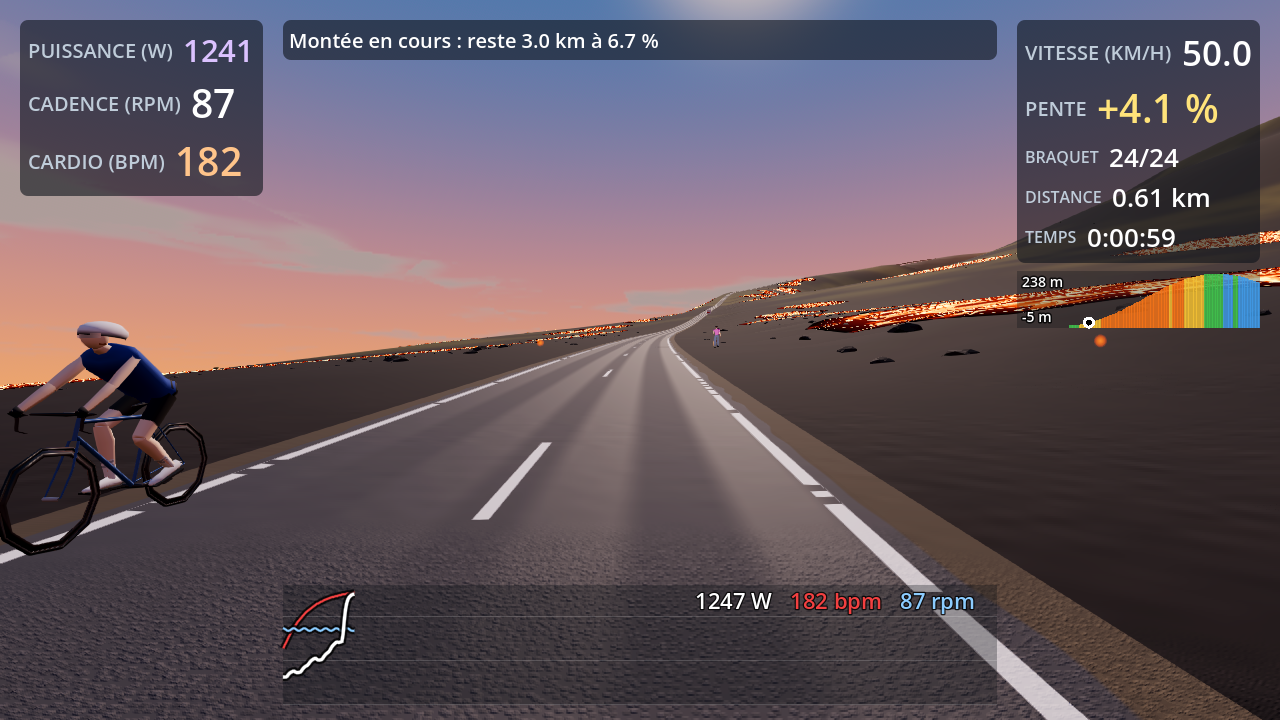 PUISSANCE (W) 1241
CADENCE (RPM) 87
CARDIO (BPM) 182
Montée en cours : reste 3.0 km à 6.7 %
VITESSE (KM/H) 50.0
PENTE +4.1 %
BRAQUET 24/24
DISTANCE 0.61 km
TEMPS 0:00:59
238 m
-5 m
1247 W 182 bpm 87 rpm